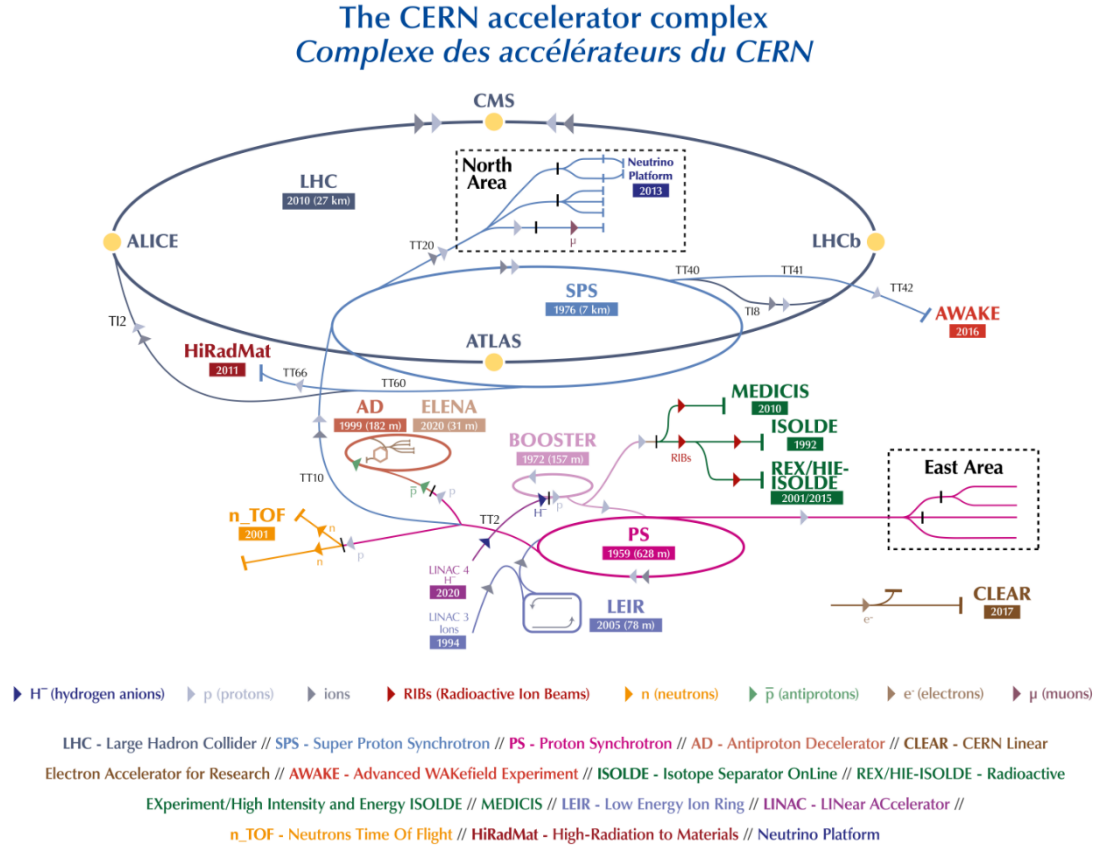 The CERN accelerator complex
Complexe des accélérateurs du CERN
CMS
North
Area
Neutrino
Platform
2013
LHC
2010 (27 km)
μ
ALICE
LHCb
TT20
TT40
TT41
TT42
SPS
1976 (7 km)
TI8
TI2
AWAKE
2016
ATLAS
HiRadMat
2011
TT66
TT60
AD
1999 (182 m)
ELENA
2020 (31 m)
MEDICIS
2010
BOOSTER
1972 (157 m)
ISOLDE
1992
RIBs
REX/HIE-
ISOLDE
2001/2015
East Area
TT10
p̅
p
H⁻
p
TT2
n_TOF
2001
n
n
p
PS
1959 (628 m)
LINAC 4
H⁻
2020
LINAC 3
Ions
1994
LEIR
2005 (78 m)
CLEAR
2017
e⁻
H⁻ (hydrogen anions)
p (protons)
ions
RIBs (Radioactive Ion Beams)
n (neutrons)
p̅ (antiprotons)
e⁻(electrons)
μ (muons)
LHC - Large Hadron Collider // SPS - Super Proton Synchrotron // PS - Proton Synchrotron // AD - Antiproton Decelerator // CLEAR - CERN Linear
Electron Accelerator for Research // AWAKE - Advanced WAKefield Experiment // ISOLDE - Isotope Separator OnLine // REX/HIE-ISOLDE - Radioactive
EXperiment/High Intensity and Energy ISOLDE // MEDICIS // LEIR - Low Energy Ion Ring // LINAC - LINear ACcelerator //
n_TOF - Neutrons Time Of Flight // HiRadMat - High-Radiation to Materials // Neutrino Platform